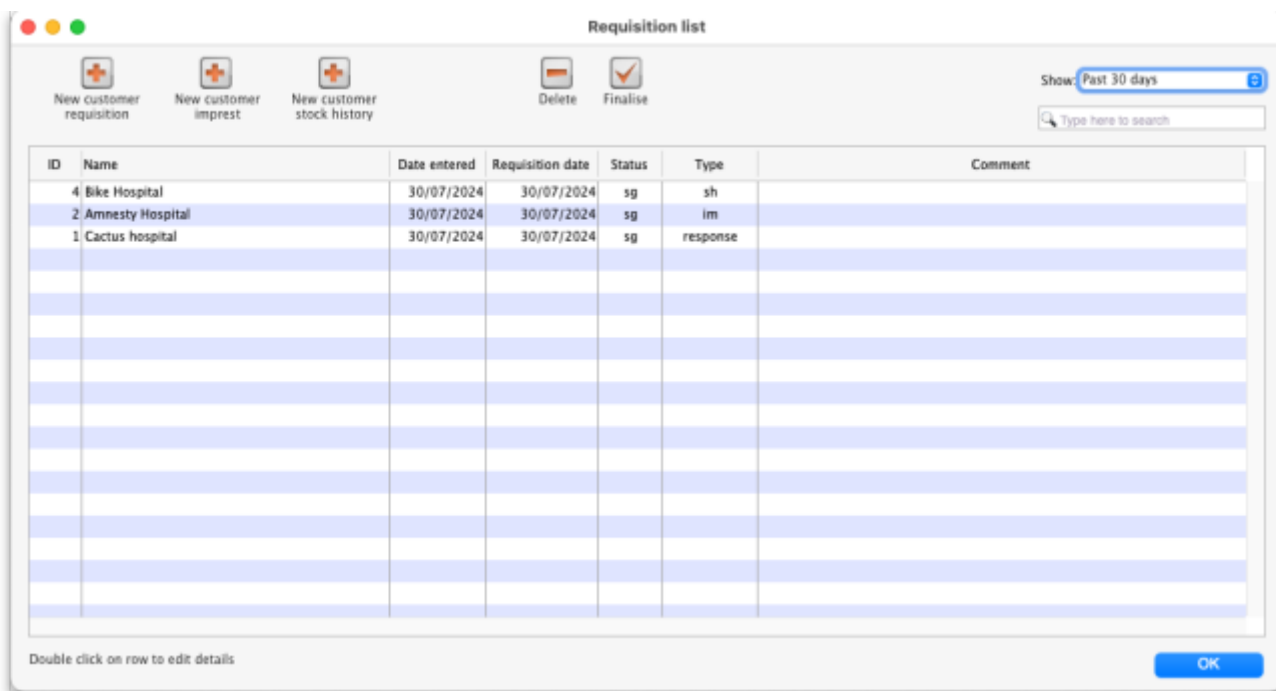 Requisition list
New customer requisition
New customer imprest
New customer stock history
Delete
Finalise
Show: Past 30 days
Type here to search
ID Name Date entered Requisition date Status Type Comment
4 Bike Hospital 30/07/2024 30/07/2024 sg sh
2 Amnesty Hospital 30/07/2024 30/07/2024 sg im
1 Cactus hospital 30/07/2024 30/07/2024 sg response
Double click on row to edit details
OK